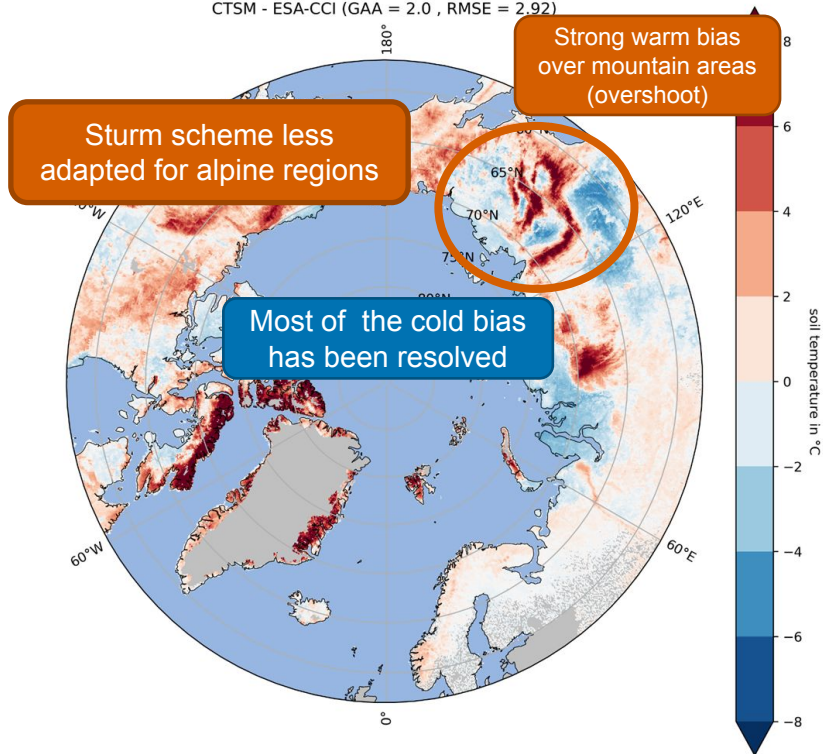 CTSM - ESA-CCI (GAA = 2.0 , RMSE = 2.92)
180°
Strong warm bias
over mountain areas
(overshoot)
Sturm scheme less
adapted for alpine regions
65°N
70°N
75°N
120°E
Most of the cold bias
has been resolved
60°W
60°E
0°
8
6
4
2
0
−2
−4
−6
−8
soil temperature in °C